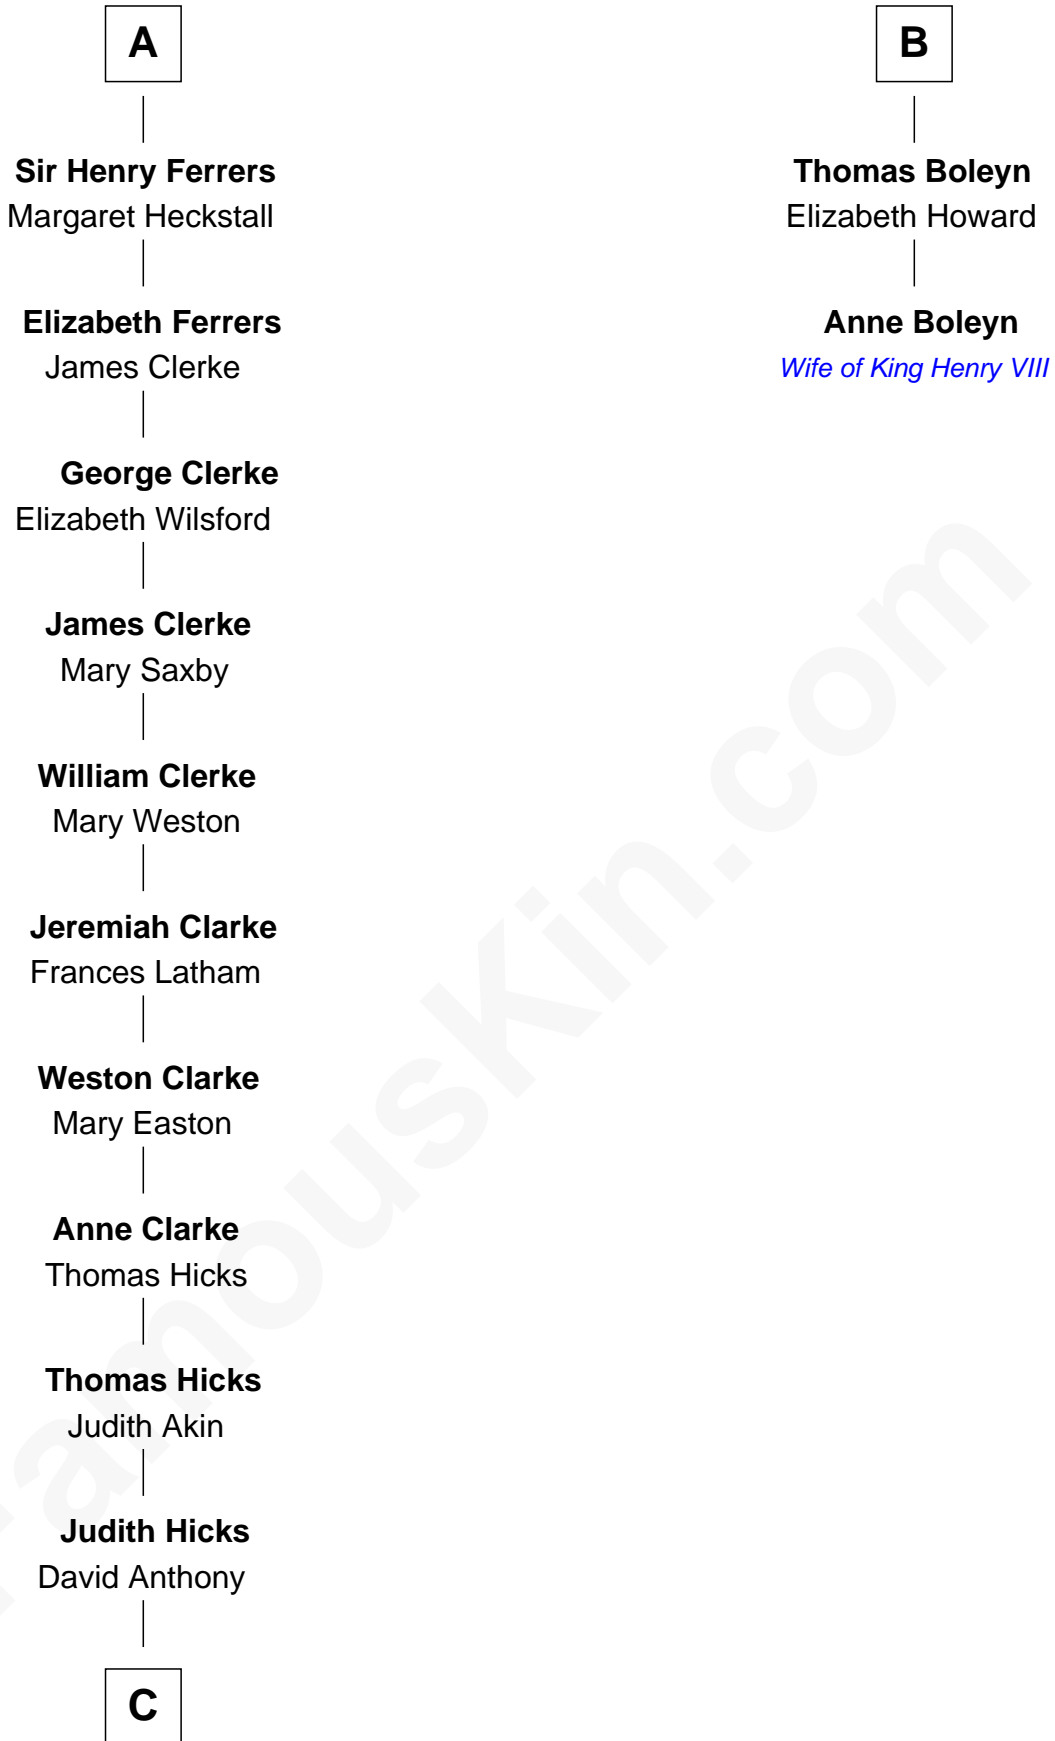 A
Sir Henry Ferrers
Margaret Heckstall
Elizabeth Ferrers
James Clerke
George Clerke
Elizabeth Wilsford
James Clerke
Mary Saxby
William Clerke
Mary Weston
Jeremiah Clarke
Frances Latham
Weston Clarke
Mary Easton
Anne Clarke
Thomas Hicks
Thomas Hicks
Judith Akin
Judith Hicks
David Anthony
C
B
Thomas Boleyn
Elizabeth Howard
Anne Boleyn
Wife of King Henry VIII
FamousKin.com